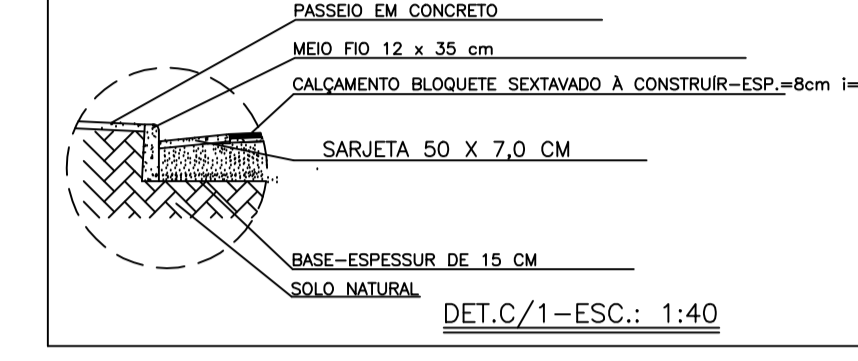 PASSEIO EM CONCRETO
MEIO FIO 12 x 35 cm
CALÇAMENTO BLOQUETE SEXTAVADO À CONSTRUÍR-ESP.=8cm i=
SARJETA 50 X 7,0 CM
BASE-ESPESSUR DE 15 CM
SOLO NATURAL
DET.C/1-ESC.: 1:40